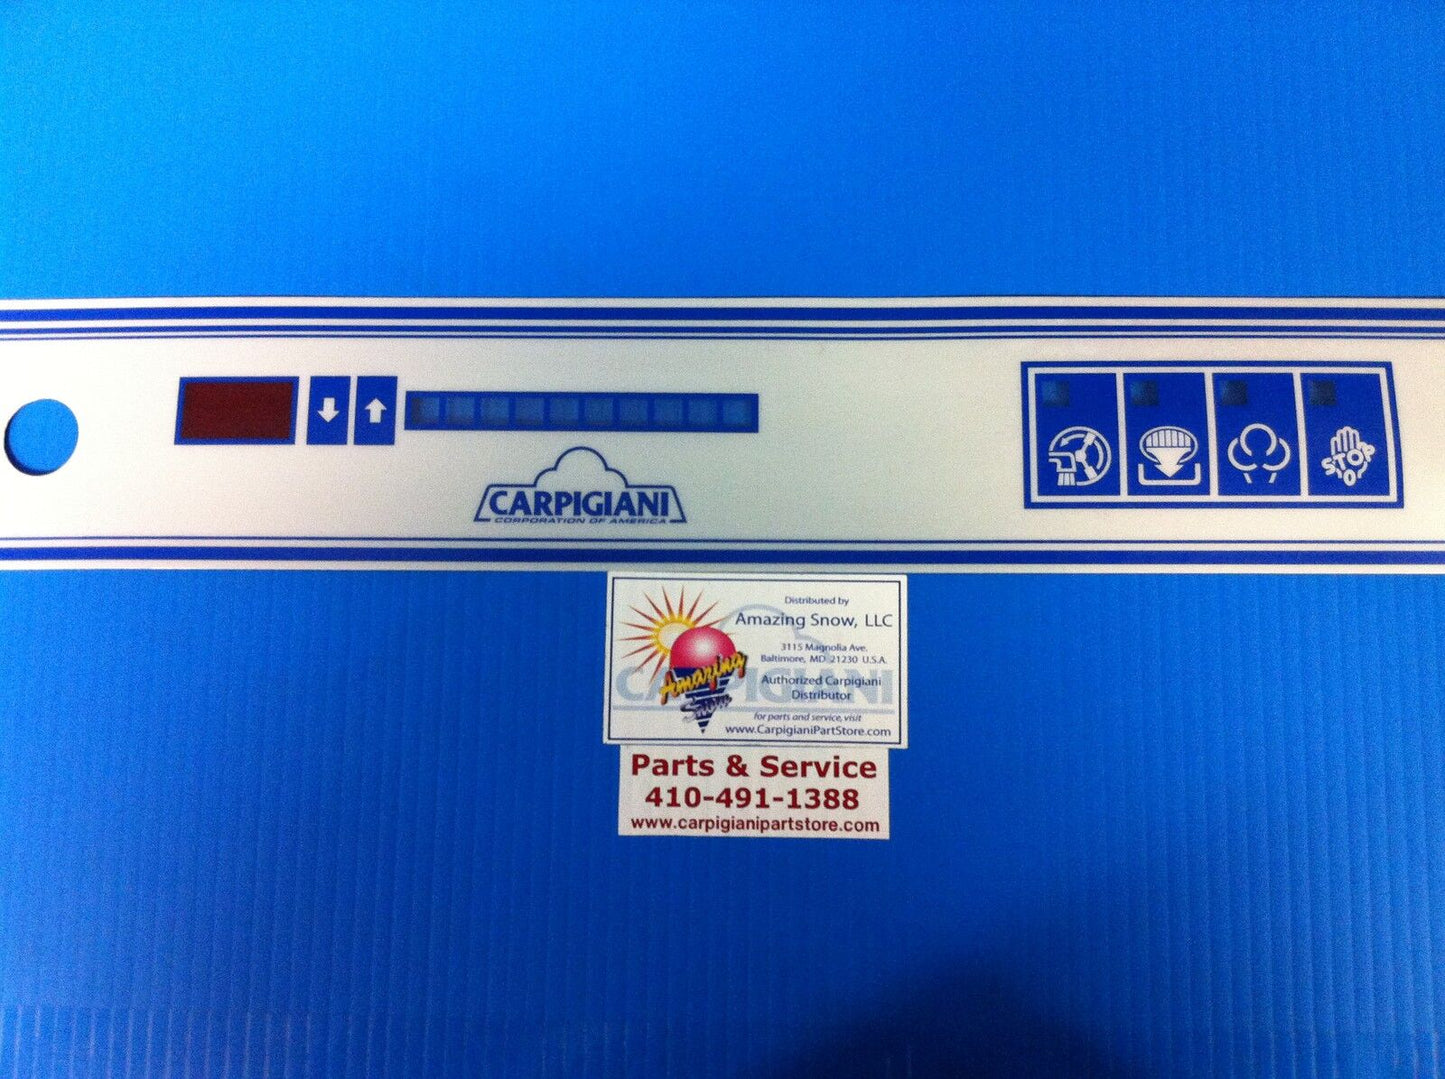 CARPIGIANI
CORPORATION OF AMERICA
STOP
Distributed by
Amazing Snow, LLC
3115 Magnolia Ave.
Baltimore, MD 21230 U.S.A.
CARPIGIANI
Amazing
Snow
Authorized Carpigiani
Distributor
for parts and service, visit
www.CarpigianiPartStore.com
Parts & Service
410-491-1388
www.carpigianipartstore.com